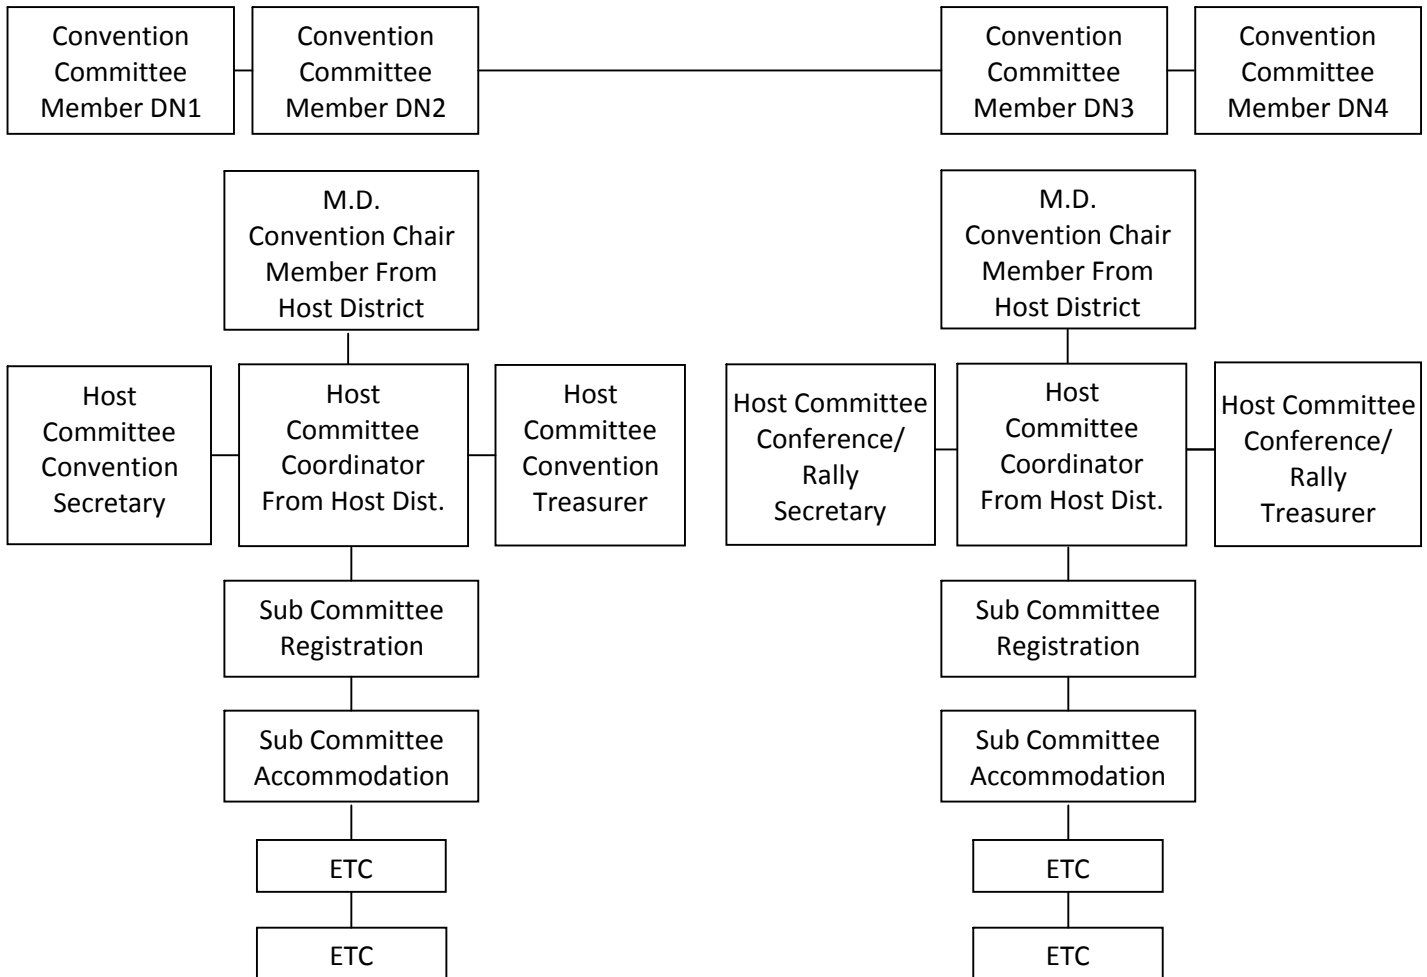 Convention
Committee
Member DN1
Convention
Committee
Member DN2
Convention
Committee
Member DN3
Convention
Committee
Member DN4
M.D.
Convention Chair
Member From
Host District
M.D.
Convention Chair
Member From
Host District
Host
Committee
Convention
Secretary
Host
Committee
Coordinator
From Host Dist.
Host
Committee
Convention
Treasurer
Host Committee
Conference/
Rally
Secretary
Host
Committee
Coordinator
From Host Dist.
Host Committee
Conference/
Rally
Treasurer
Sub Committee
Registration
Sub Committee
Registration
Sub Committee
Accommodation
Sub Committee
Accommodation
ETC
ETC
ETC
ETC